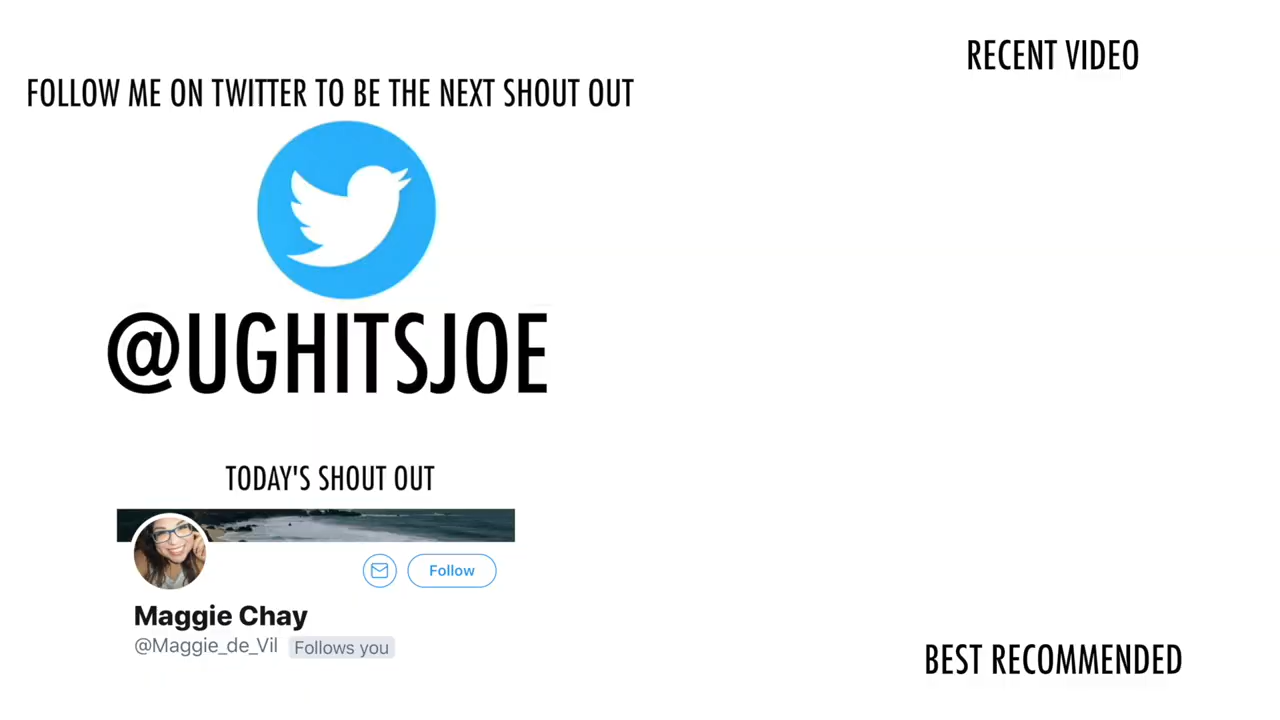 RECENT VIDEO
FOLLOW ME ON TWITTER TO BE THE NEXT SHOUT OUT
@UGHITSJOE
TODAY'S SHOUT OUT
Follow
Maggie Chay
@Maggie_de_Vil Follows you
BEST RECOMMENDED